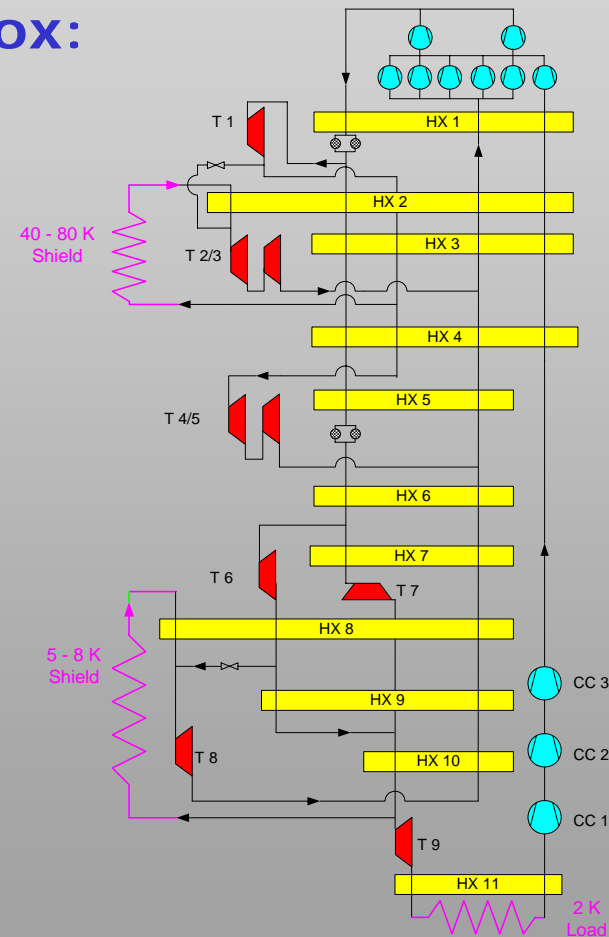 ox:
T 1
HX 1
HX 2
40 - 80 K
Shield
T 2/3
HX 3
HX 4
T 4/5
HX 5
HX 6
T 6
HX 7
T 7
5 - 8 K
Shield
HX 8
CC 3
HX 9
T 8
HX 10
CC 2
CC 1
T 9
HX 11
2 K
Load